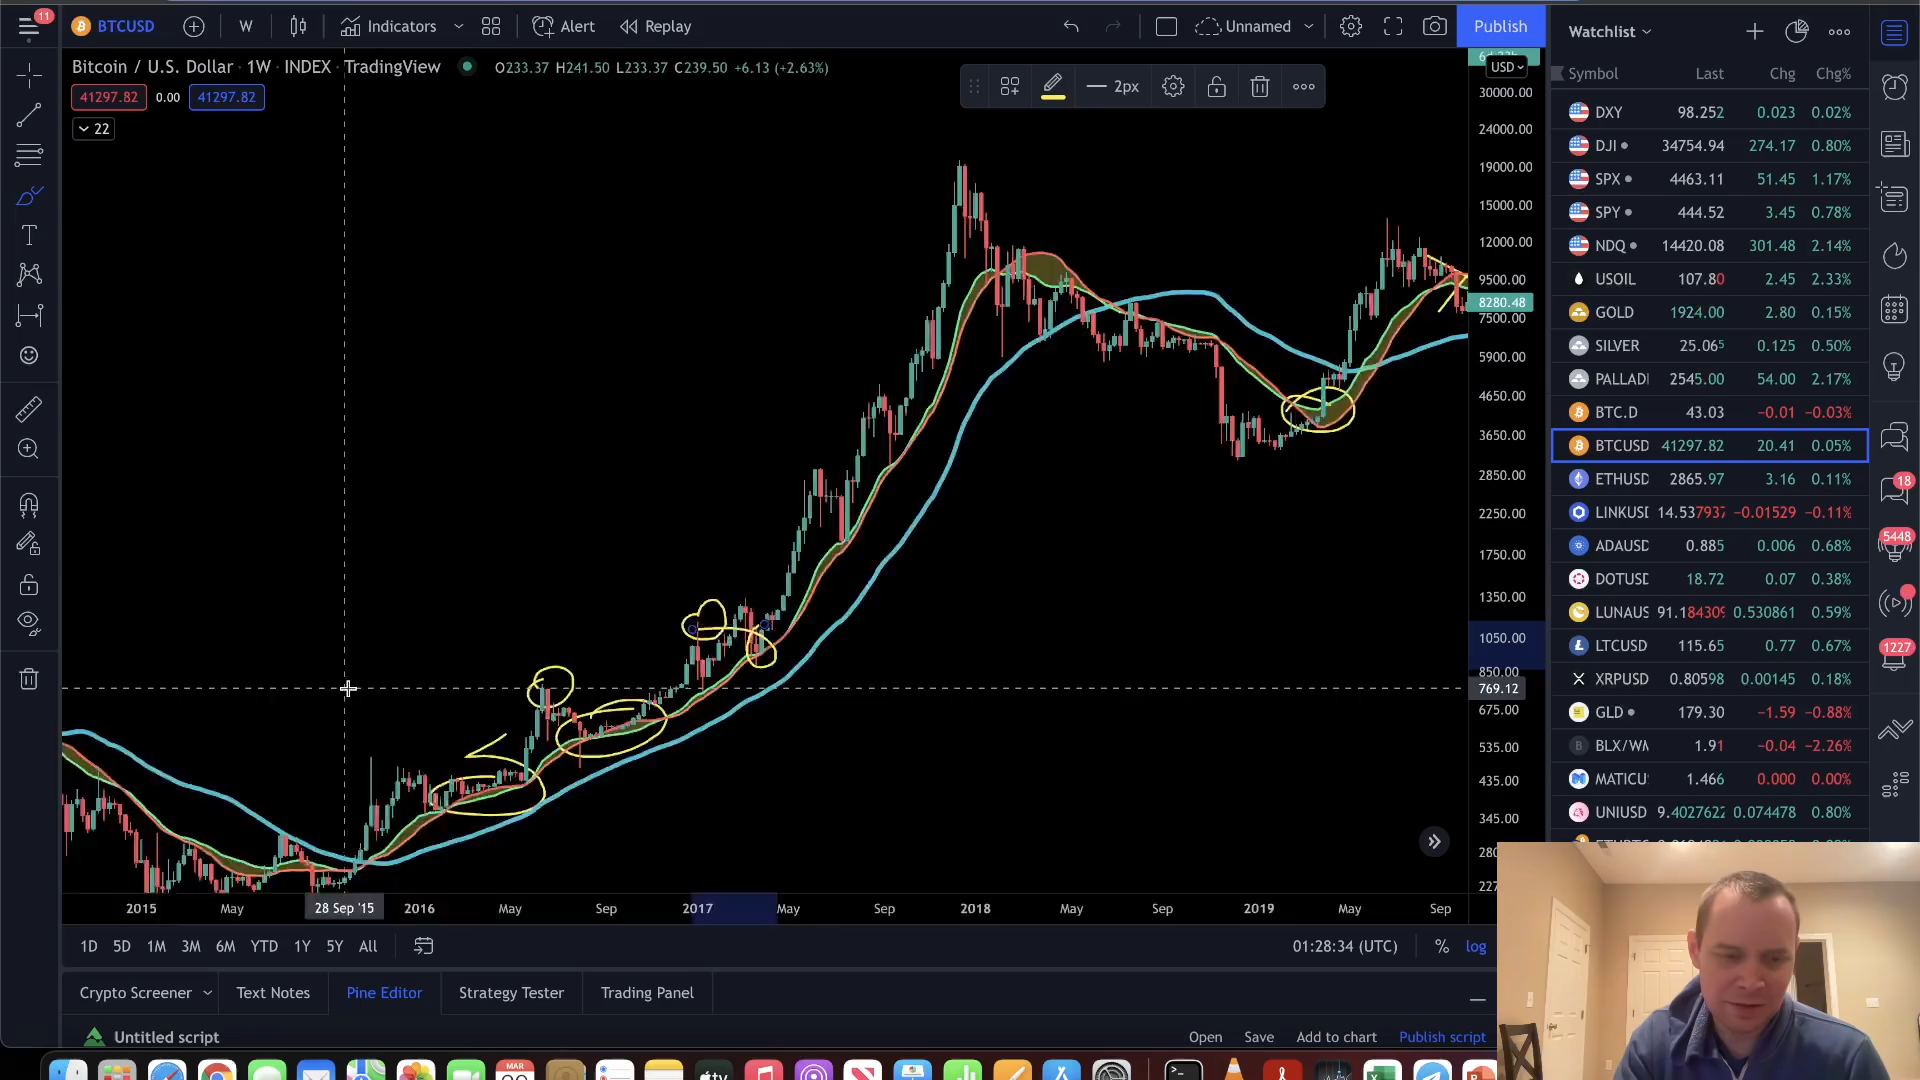 11
BTCUSD
W
Indicators
Alert
Replay
Unnamed
Publish
Bitcoin / U.S. Dollar · 1W · INDEX · TradingView
O233.37 H241.50 L233.37 C239.50 +6.13 (+2.63%)
41297.82
0.00
41297.82
22
2px
USD
30000.00
24000.00
19000.00
15000.00
12000.00
9500.00
8280.48
7500.00
5900.00
4650.00
3650.00
2850.00
2250.00
1750.00
1350.00
1050.00
850.00
769.12
675.00
535.00
435.00
345.00
2015
May
28 Sep '15
2016
May
Sep
2017
May
Sep
2018
May
Sep
2019
May
Sep
1D 5D 1M 3M 6M YTD 1Y 5Y All
01:28:34 (UTC)
%
log
Crypto Screener
Text Notes
Pine Editor
Strategy Tester
Trading Panel
Untitled script
Open
Save
Add to chart
Publish script
MAR
Watchlist
Symbol Last Chg Chg%
DXY 98.252 0.023 0.02%
DJI 34754.94 274.17 0.80%
SPX 4463.11 51.45 1.17%
SPY 444.52 3.45 0.78%
NDQ 14420.08 301.48 2.14%
USOIL 107.80 2.45 2.33%
GOLD 1924.00 2.80 0.15%
SILVER 25.065 0.125 0.50%
PALLADI 2545.00 54.00 2.17%
BTC.D 43.03 −0.01 −0.03%
BTCUSD 41297.82 20.41 0.05%
ETHUSD 2865.97 3.16 0.11%
LINKUSD 14.537937 −0.01529 −0.11%
ADAUSD 0.885 0.006 0.68%
DOTUSD 18.72 0.07 0.38%
LUNAUS 91.184309 0.530861 0.59%
LTCUSD 115.65 0.77 0.67%
XRPUSD 0.80598 0.00145 0.18%
GLD 179.30 −1.59 −0.88%
BLX/WM 1.91 −0.04 −2.26%
MATICU 1.466 0.000 0.00%
UNIUSD 9.4027622 0.074478 0.80%
18
5448
1227